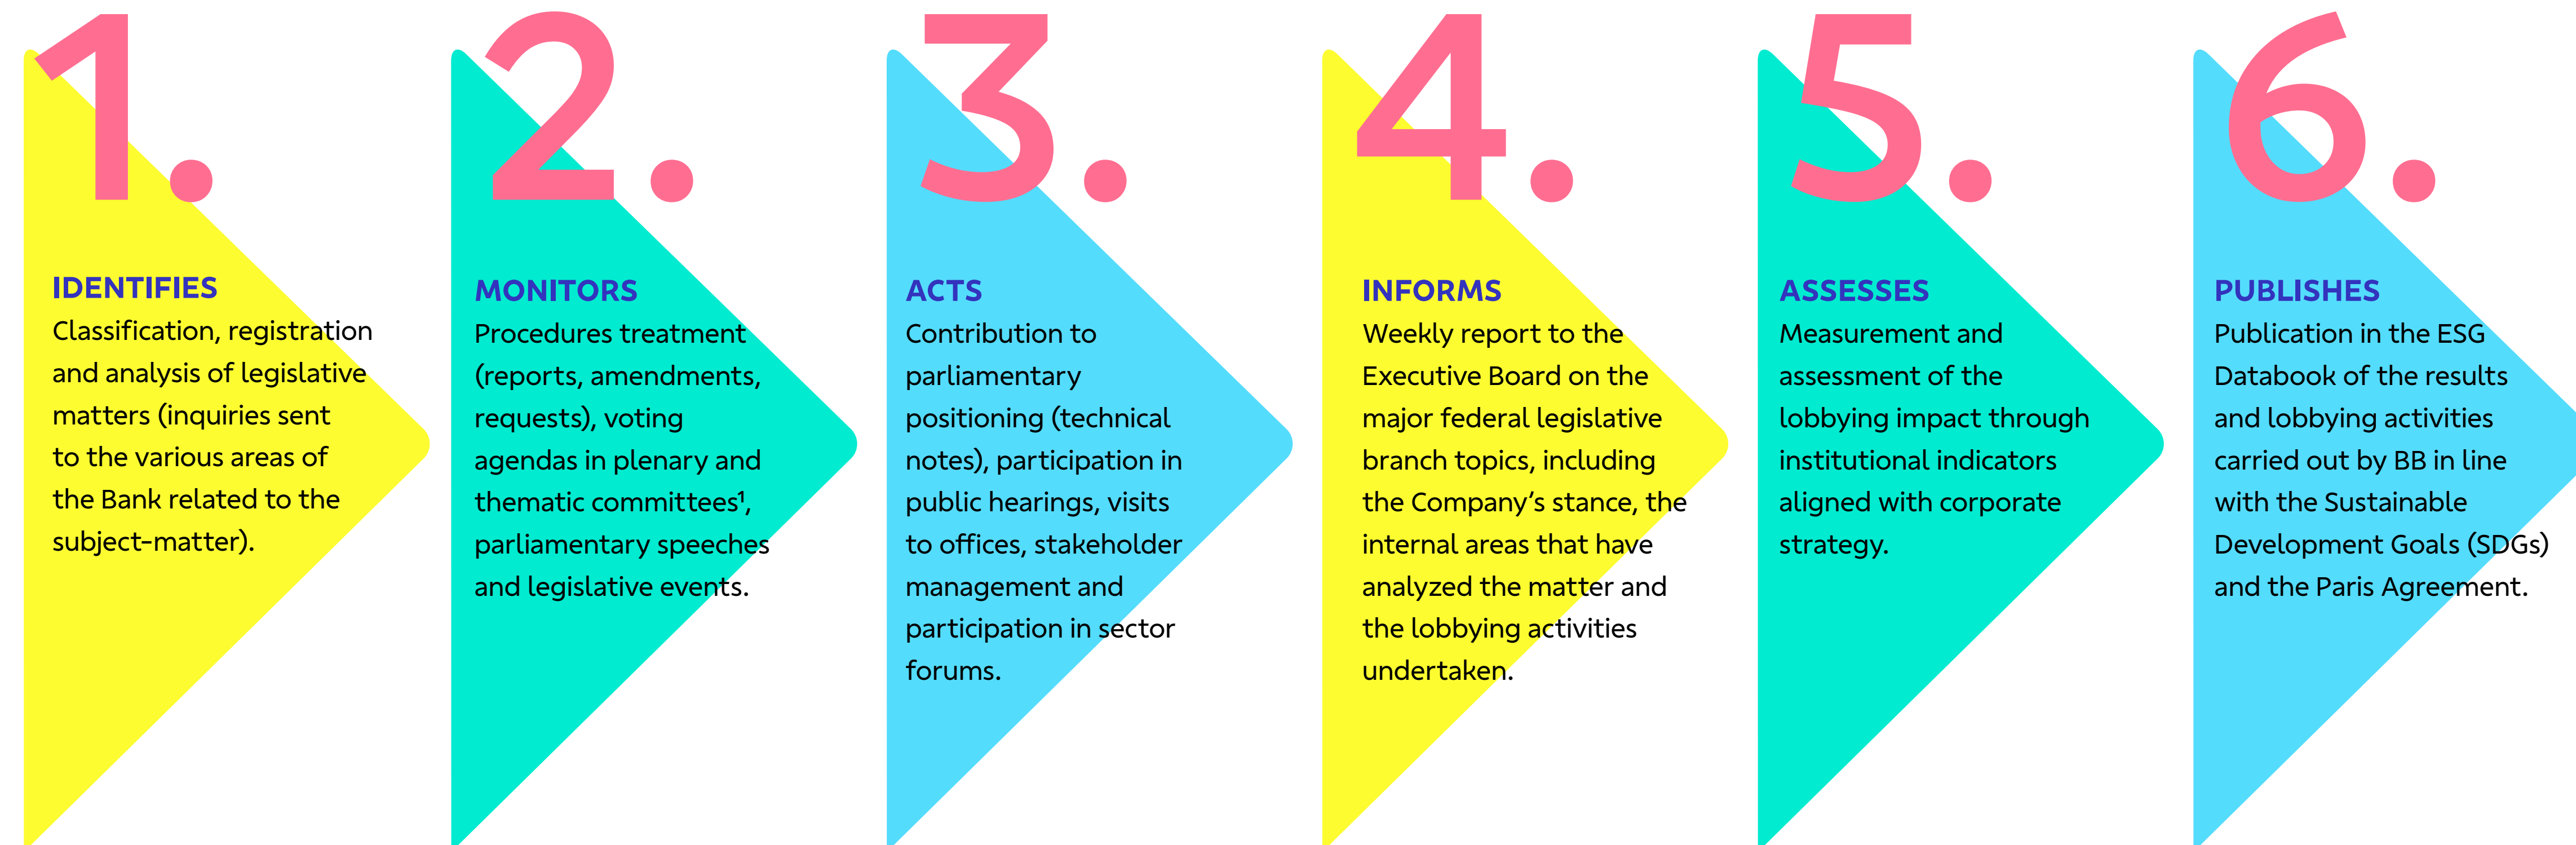 1.
IDENTIFIES
Classification, registration
and analysis of legislative
matters (inquiries sent
to the various areas of
the Bank related to the
subject-matter).
2.
MONITORS
Procedures treatment
(reports, amendments,
requests), voting
agendas in plenary and
thematic committees¹,
parliamentary speeches
and legislative events.
3.
ACTS
Contribution to
parliamentary
positioning (technical
notes), participation in
public hearings, visits
to offices, stakeholder
management and
participation in sector
forums.
4.
INFORMS
Weekly report to the
Executive Board on the
major federal legislative
branch topics, including
the Company’s stance, the
internal areas that have
analyzed the matter and
the lobbying activities
undertaken.
5.
ASSESSES
Measurement and
assessment of the
lobbying impact through
institutional indicators
aligned with corporate
strategy.
6.
PUBLISHES
Publication in the ESG
Databook of the results
and lobbying activities
carried out by BB in line
with the Sustainable
Development Goals (SDGs)
and the Paris Agreement.